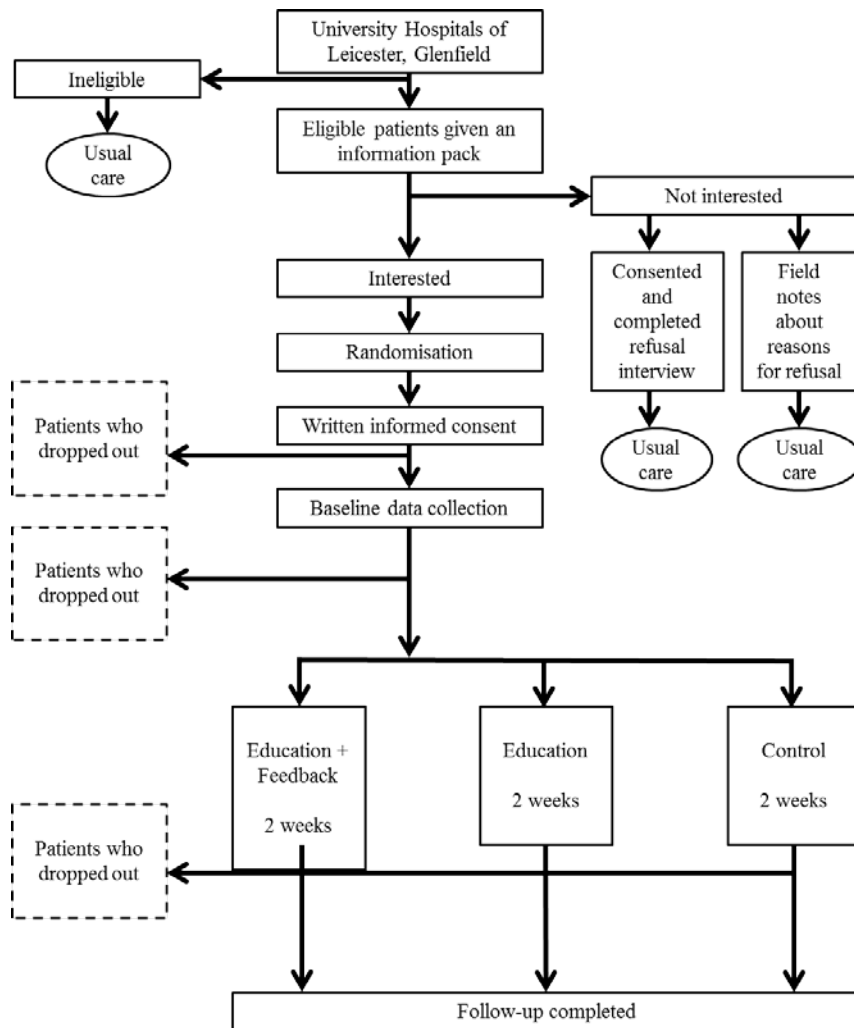 University Hospitals of
Leicester, Glenfield
Ineligible
Usual
care
Eligible patients given an
information pack
Not interested
Interested
Consented
and
completed
refusal
interview
Field
notes
about
reasons
for refusal
Randomisation
Patients who
dropped out
Written informed consent
Usual
care
Usual
care
Baseline data collection
Patients who
dropped out
Education +
Feedback
2 weeks
Education
2 weeks
Control
2 weeks
Patients who
dropped out
Follow-up completed